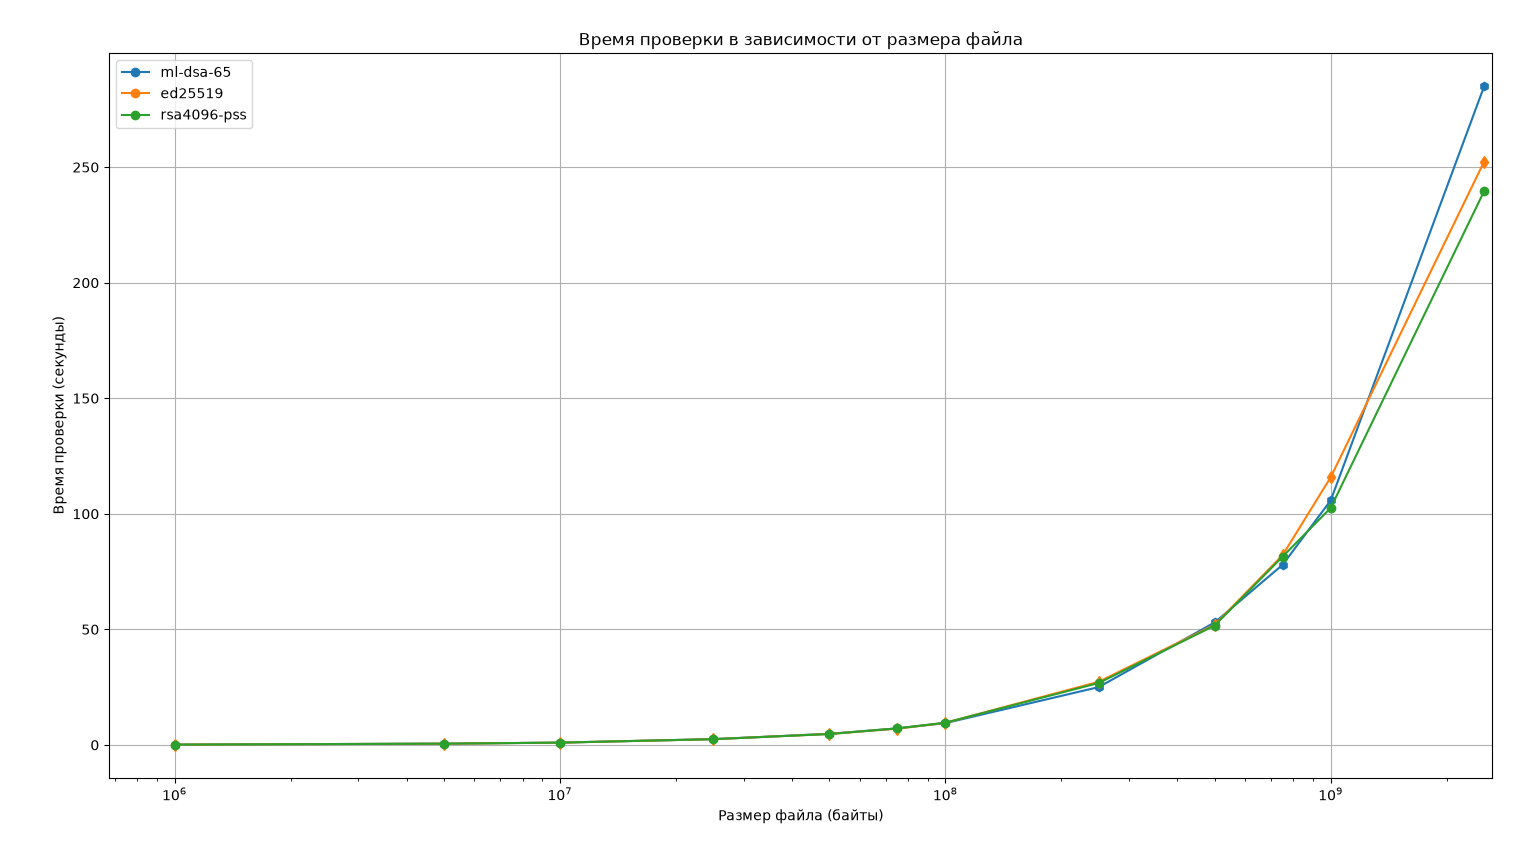 Время проверки в зависимости от размера файла
ml-dsa-65
ed25519
rsa4096-pss
Время проверки (секунды)
250
200
150
100
50
0
10⁶
10⁷
10⁸
10⁹
Размер файла (байты)